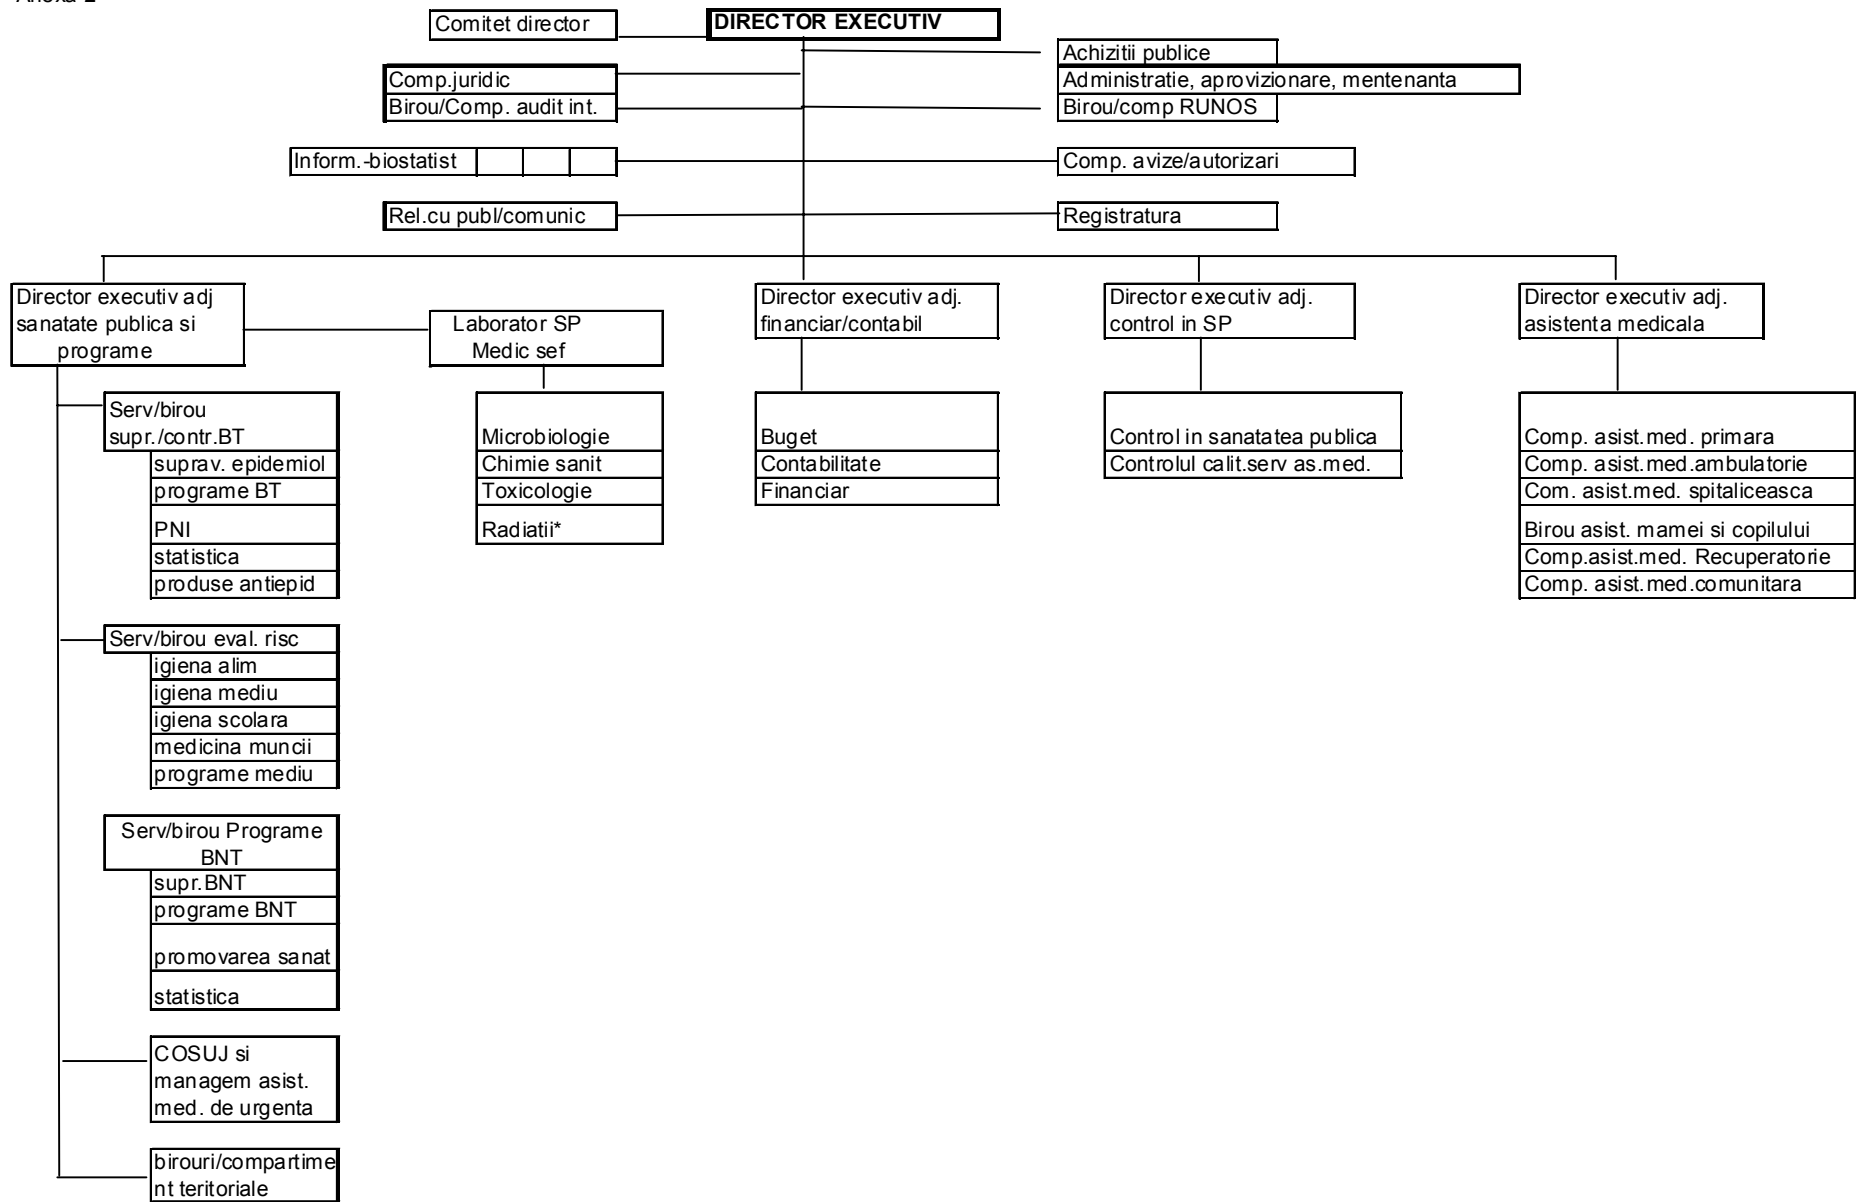 Anexa 2
Comitet director
DIRECTOR EXECUTIV
Achizitii publice
Comp.juridic
Administratie, aprovizionare, mentenanta
Birou/Comp. audit int.
Birou/comp RUNOS
Inform.-biostatist
Comp. avize/autorizari
Rel.cu publ/comunic
Registratura
Director executiv adj
sanatate publica si
programe
Laborator SP
Medic sef
Director executiv adj.
financiar/contabil
Director executiv adj.
control in SP
Director executiv adj.
asistenta medicala
Serv/birou
supr./contr.BT
suprav. epidemiol
programe BT
PNI
statistica
produse antiepid
Microbiologie
Chimie sanit
Toxicologie
Radiatii*
Buget
Contabilitate
Financiar
Control in sanatatea publica
Controlul calit.serv as.med.
Comp. asist.med. primara
Comp. asist.med.ambulatorie
Com. asist.med. spitaliceasca
Birou asist. mamei si copilului
Comp.asist.med. Recuperatorie
Comp. asist.med.comunitara
Serv/birou eval. risc
igiena alim
igiena mediu
igiena scolara
medicina muncii
programe mediu
Serv/birou Programe
BNT
supr.BNT
programe BNT
promovarea sanat
statistica
COSUJ si
managem asist.
med. de urgenta
birouri/compartime
nt teritoriale